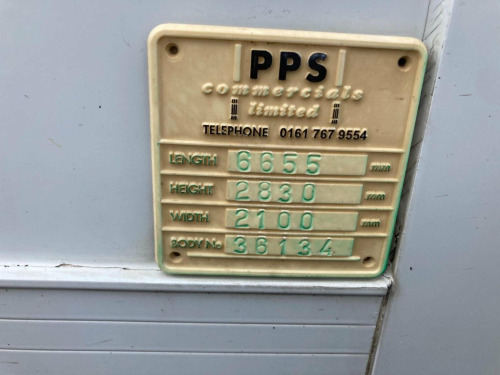 PPS
commercials
limited
TELEPHONE 0161 767 9554
LENGTH 6655 mm
HEIGHT 2830 mm
WIDTH 2100 mm
BODY No 36134